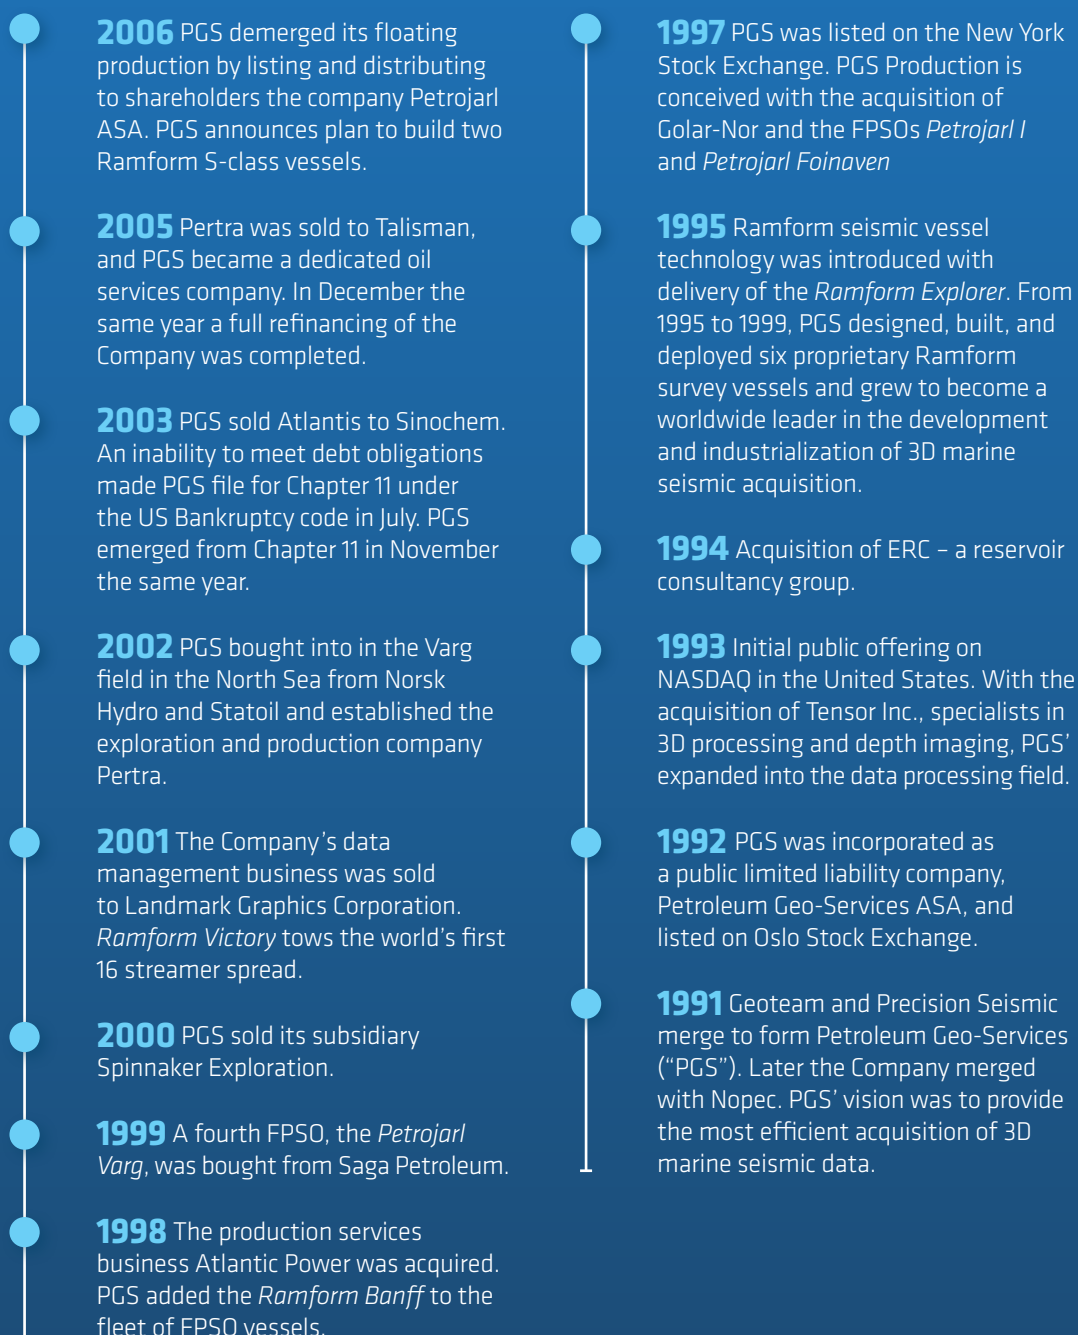 2006 PGS demerged its floating
production by listing and distributing
to shareholders the company Petrojarl
ASA. PGS announces plan to build two
Ramform S-class vessels.
2005 Pertra was sold to Talisman,
and PGS became a dedicated oil
services company. In December the
same year a full refinancing of the
Company was completed.
2003 PGS sold Atlantis to Sinochem.
An inability to meet debt obligations
made PGS file for Chapter 11 under
the US Bankruptcy code in July. PGS
emerged from Chapter 11 in November
the same year.
2002 PGS bought into in the Varg
field in the North Sea from Norsk
Hydro and Statoil and established the
exploration and production company
Pertra.
2001 The Company's data
management business was sold
to Landmark Graphics Corporation.
Ramform Victory tows the world's first
16 streamer spread.
2000 PGS sold its subsidiary
Spinnaker Exploration.
1999 A fourth FPSO, the Petrojarl
Varg, was bought from Saga Petroleum.
1998 The production services
business Atlantic Power was acquired.
PGS added the Ramform Banff to the
fleet of FPSO vessels.
1997 PGS was listed on the New York
Stock Exchange. PGS Production is
conceived with the acquisition of
Golar-Nor and the FPSOs Petrojarl I
and Petrojarl Foinaven
1995 Ramform seismic vessel
technology was introduced with
delivery of the Ramform Explorer. From
1995 to 1999, PGS designed, built, and
deployed six proprietary Ramform
survey vessels and grew to become a
worldwide leader in the development
and industrialization of 3D marine
seismic acquisition.
1994 Acquisition of ERC – a reservoir
consultancy group.
1993 Initial public offering on
NASDAQ in the United States. With the
acquisition of Tensor Inc., specialists in
3D processing and depth imaging, PGS'
expanded into the data processing field.
1992 PGS was incorporated as
a public limited liability company,
Petroleum Geo-Services ASA, and
listed on Oslo Stock Exchange.
1991 Geoteam and Precision Seismic
merge to form Petroleum Geo-Services
("PGS"). Later the Company merged
with Nopec. PGS' vision was to provide
the most efficient acquisition of 3D
marine seismic data.